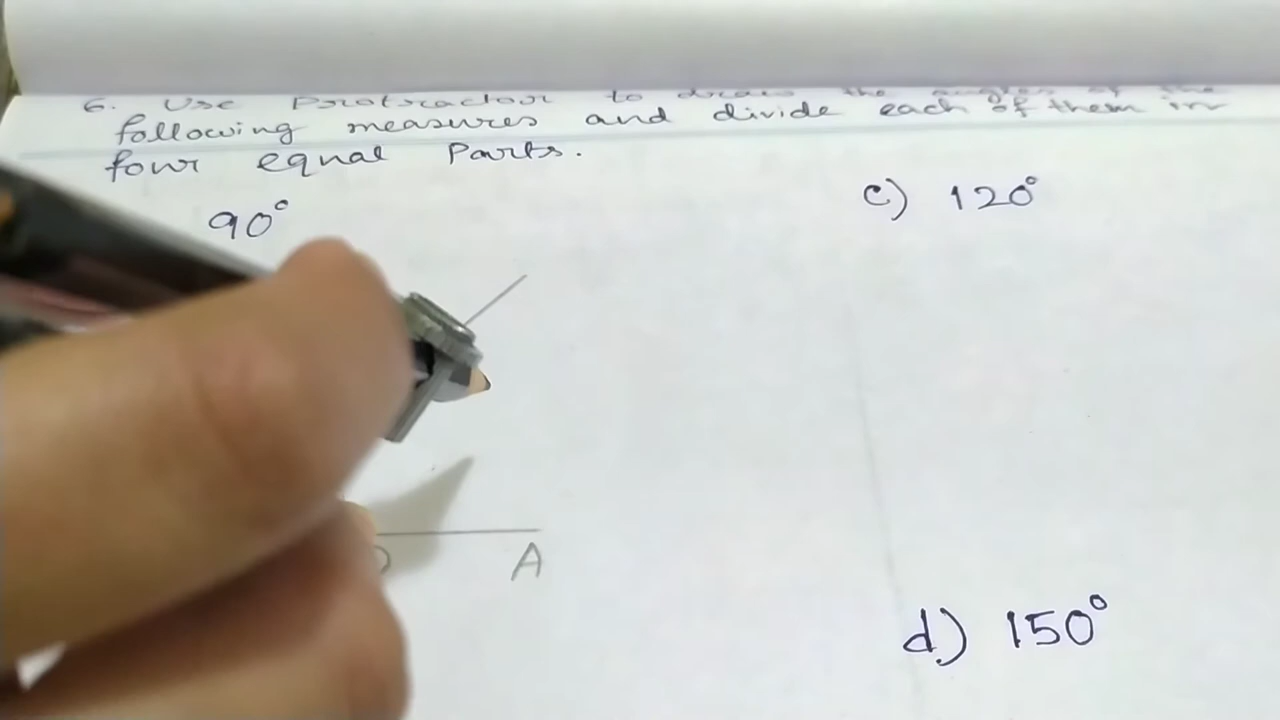 6. Use Protractor to draw the angles of the
following measures and divide each of them in
four equal Parts.
90°
c) 120°
A
d) 150°